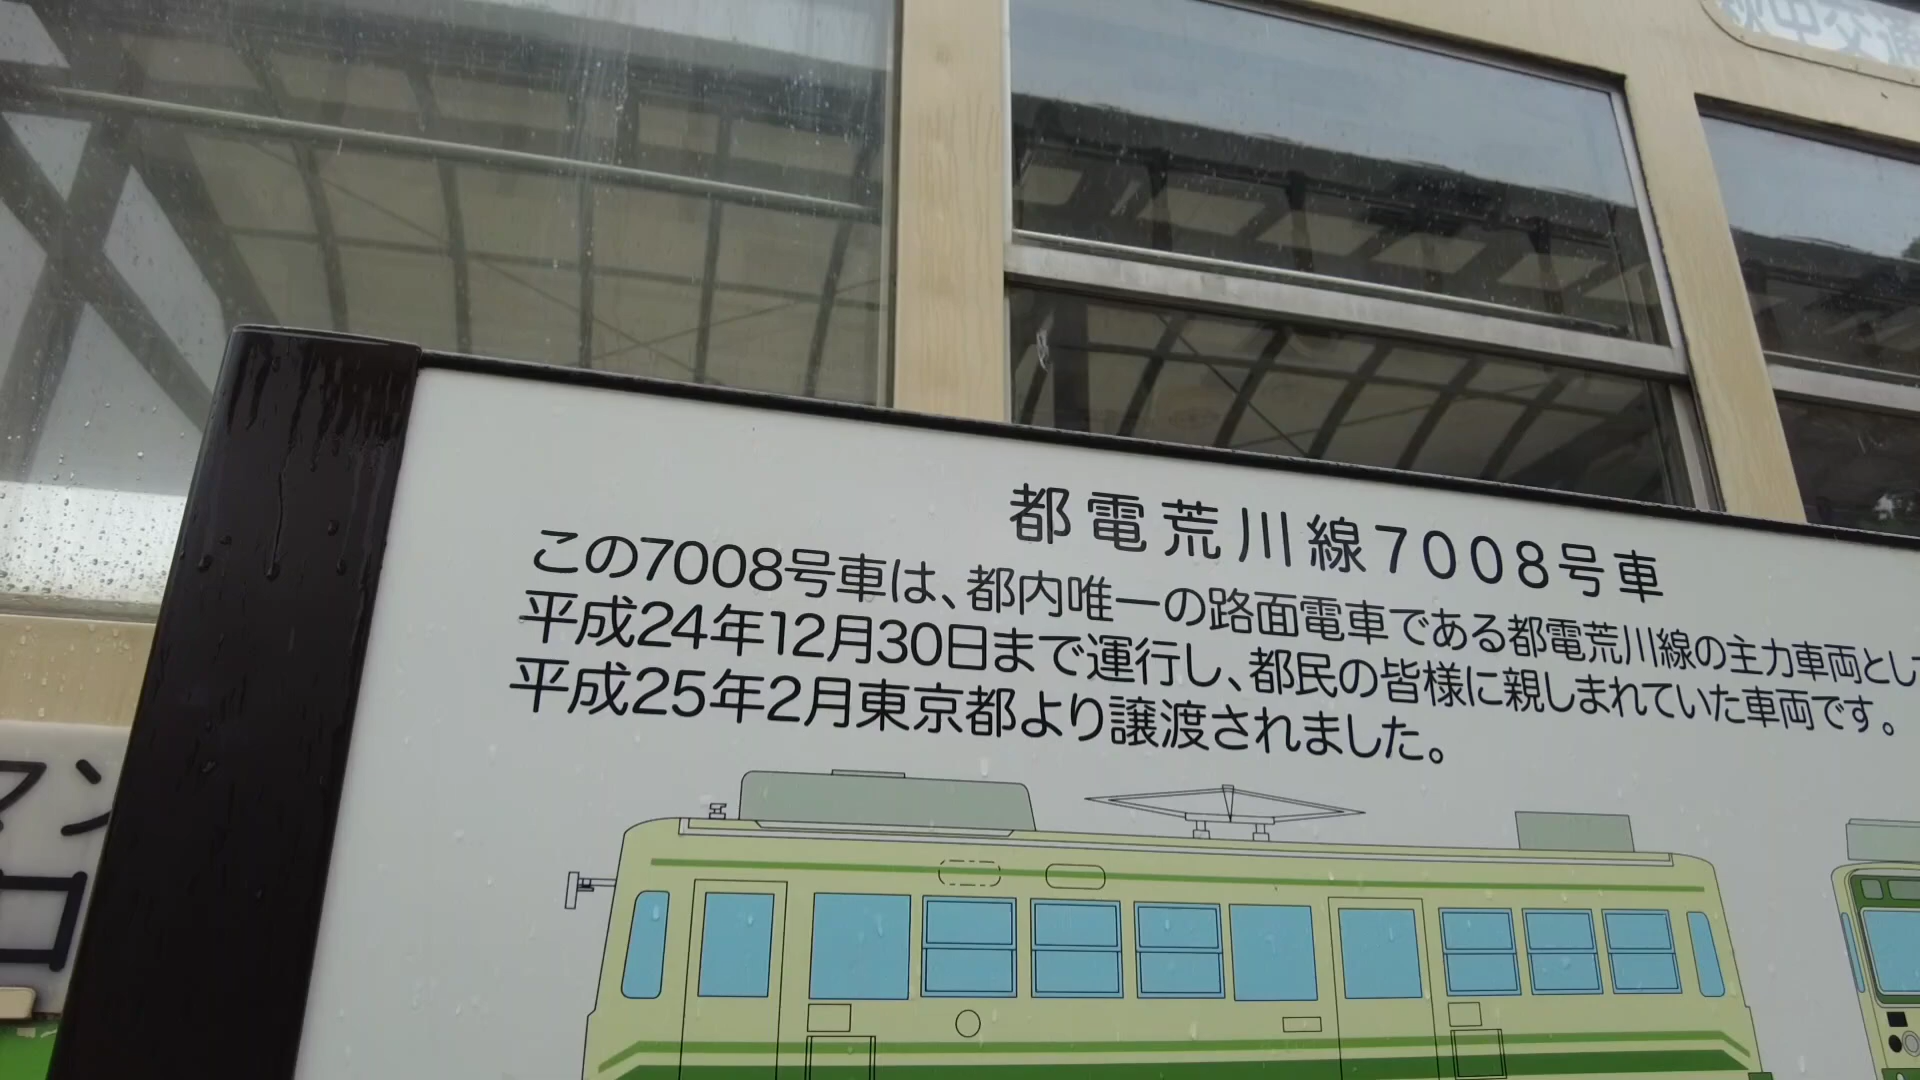 都電荒川線7008号車
この7008号車は、都内唯一の路面電車である都電荒川線の主力車両として
平成24年12月30日まで運行し、都民の皆様に親しまれていた車両です。
平成25年2月東京都より譲渡されました。
マン